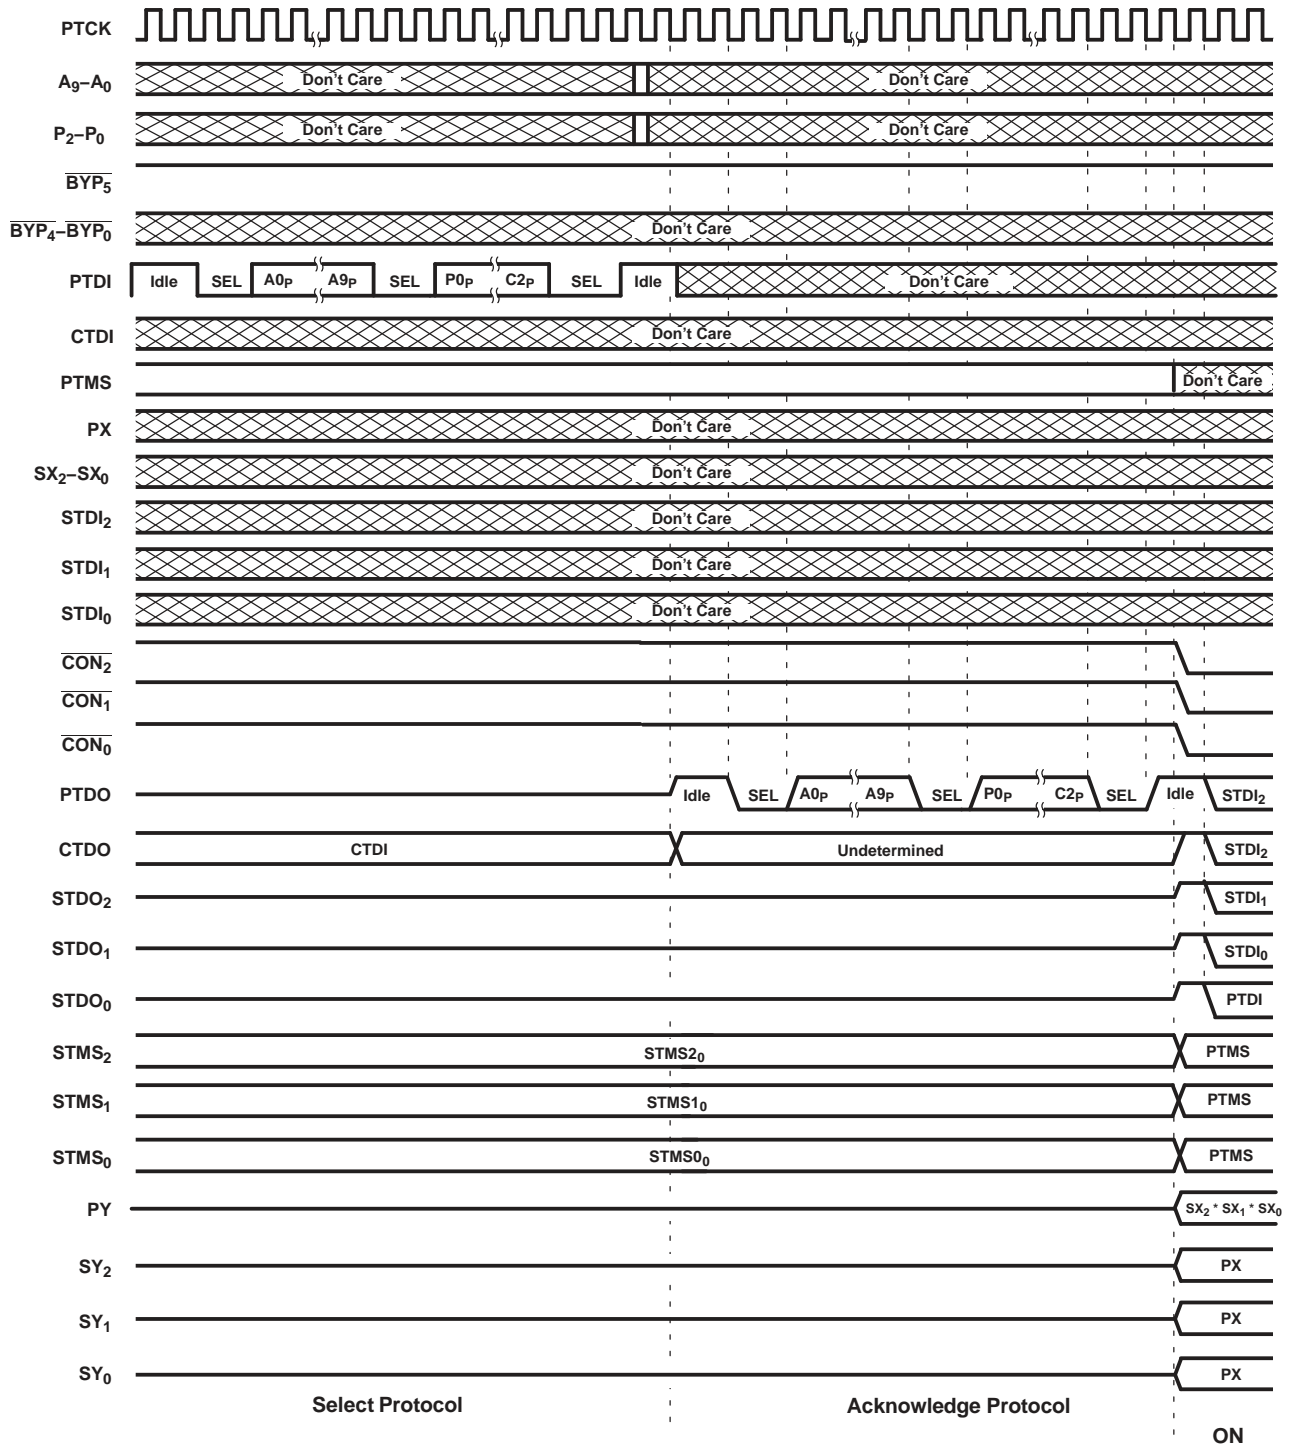 PTCK
A9–A0 Don't Care Don't Care
P2–P0 Don't Care Don't Care
BYP5
BYP4–BYP0 Don't Care
PTDI Idle SEL A0P A9P SEL P0P C2P SEL Idle Don't Care
CTDI Don't Care
PTMS Don't Care
PX Don't Care
SX2–SX0 Don't Care
STDI2 Don't Care
STDI1 Don't Care
STDI0 Don't Care
CON2
CON1
CON0
PTDO Idle SEL A0P A9P SEL P0P C2P SEL Idle STDI2
CTDO CTDI Undetermined STDI2
STDO2 STDI1
STDO1 STDI0
STDO0 PTDI
STMS2 STMS20 PTMS
STMS1 STMS10 PTMS
STMS0 STMS00 PTMS
PY SX2 * SX1 * SX0
SY2 PX
SY1 PX
SY0 PX
Select Protocol Acknowledge Protocol
ON